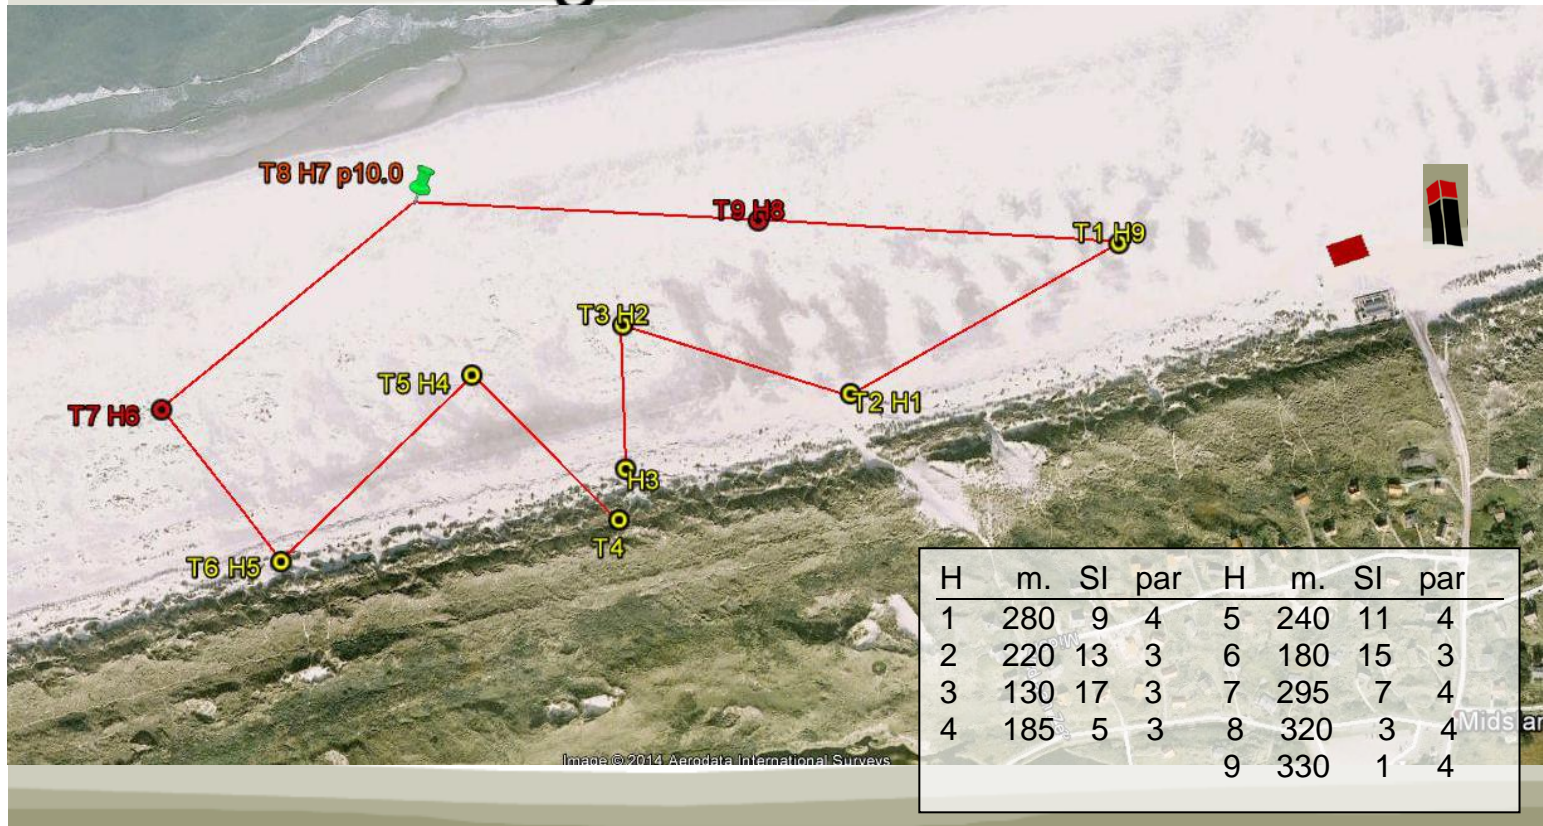 T8 H7 p10.0
T9 H8
T1 H9
T3 H2
T5 H4
T2 H1
T7 H6
H3
T4
T6 H5
H m. SI par H m. SI par
1 280 9 4 5 240 11 4
2 220 13 3 6 180 15 3
3 130 17 3 7 295 7 4
4 185 5 3 8 320 3 4
9 330 1 4
Image © 2014 Aerodata International Surveys